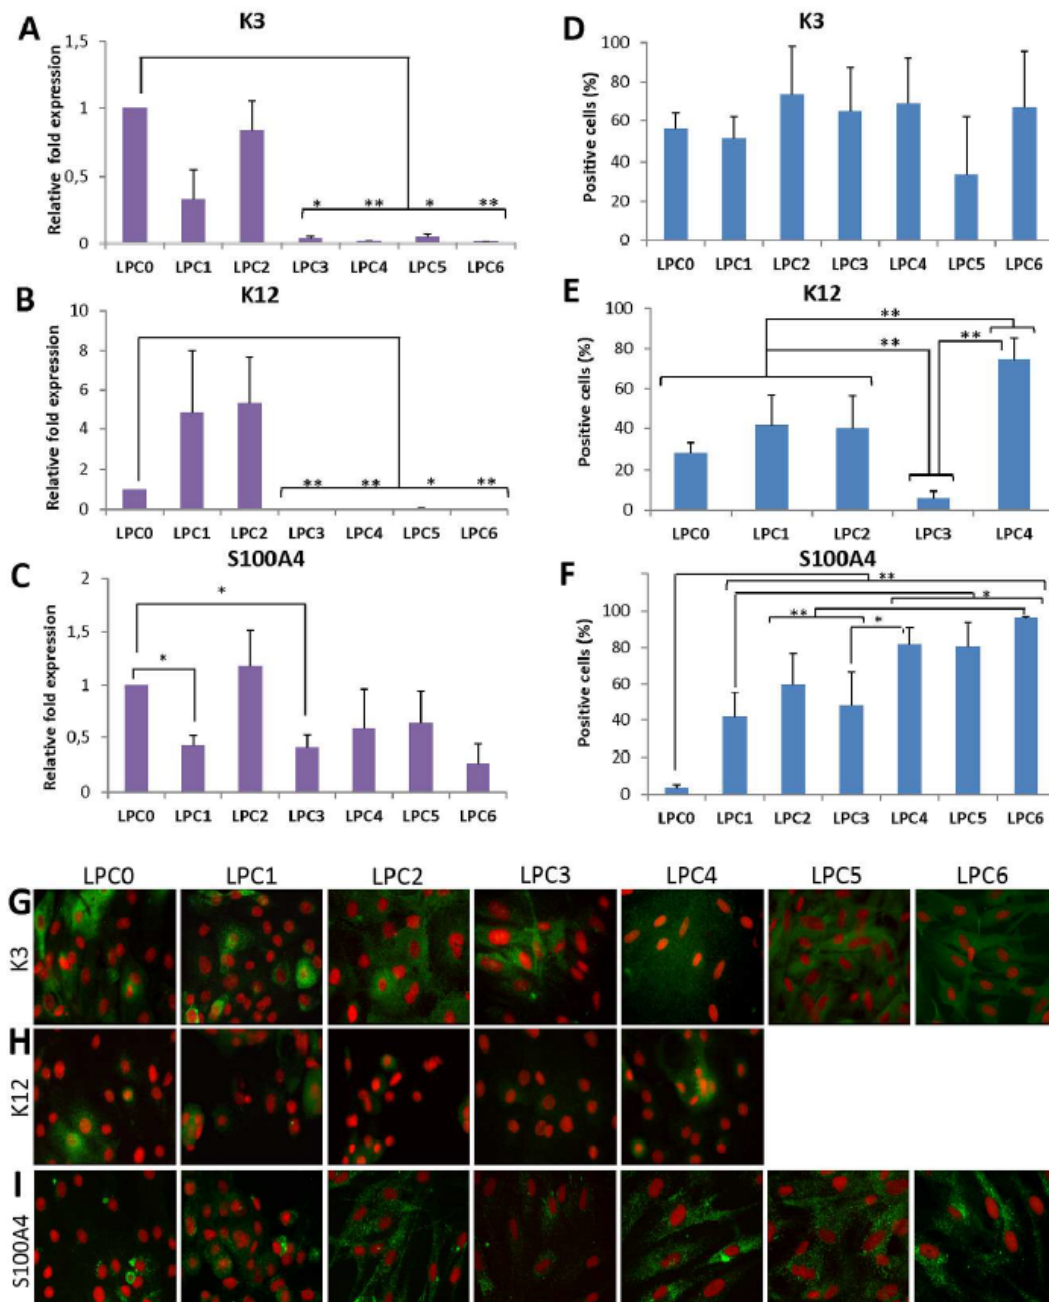 A
K3
Relative fold expression
1,5
1
0,5
0
* ** * **
LPC0 LPC1 LPC2 LPC3 LPC4 LPC5 LPC6
B
K12
Relative fold expression
10
8
6
4
2
0
** ** * **
LPC0 LPC1 LPC2 LPC3 LPC4 LPC5 LPC6
C
S100A4
Relative fold expression
2
1,5
1
0,5
0
*
*
LPC0 LPC1 LPC2 LPC3 LPC4 LPC5 LPC6
D
K3
Positive cells (%)
100
80
60
40
20
0
LPC0 LPC1 LPC2 LPC3 LPC4 LPC5 LPC6
E
K12
Positive cells (%)
100
80
60
40
20
0
**
** **
LPC0 LPC1 LPC2 LPC3 LPC4
F
S100A4
Positive cells (%)
100
80
60
40
20
0
**
*
** *
LPC0 LPC1 LPC2 LPC3 LPC4 LPC5 LPC6
LPC0 LPC1 LPC2 LPC3 LPC4 LPC5 LPC6
G
K3
H
K12
I
S100A4